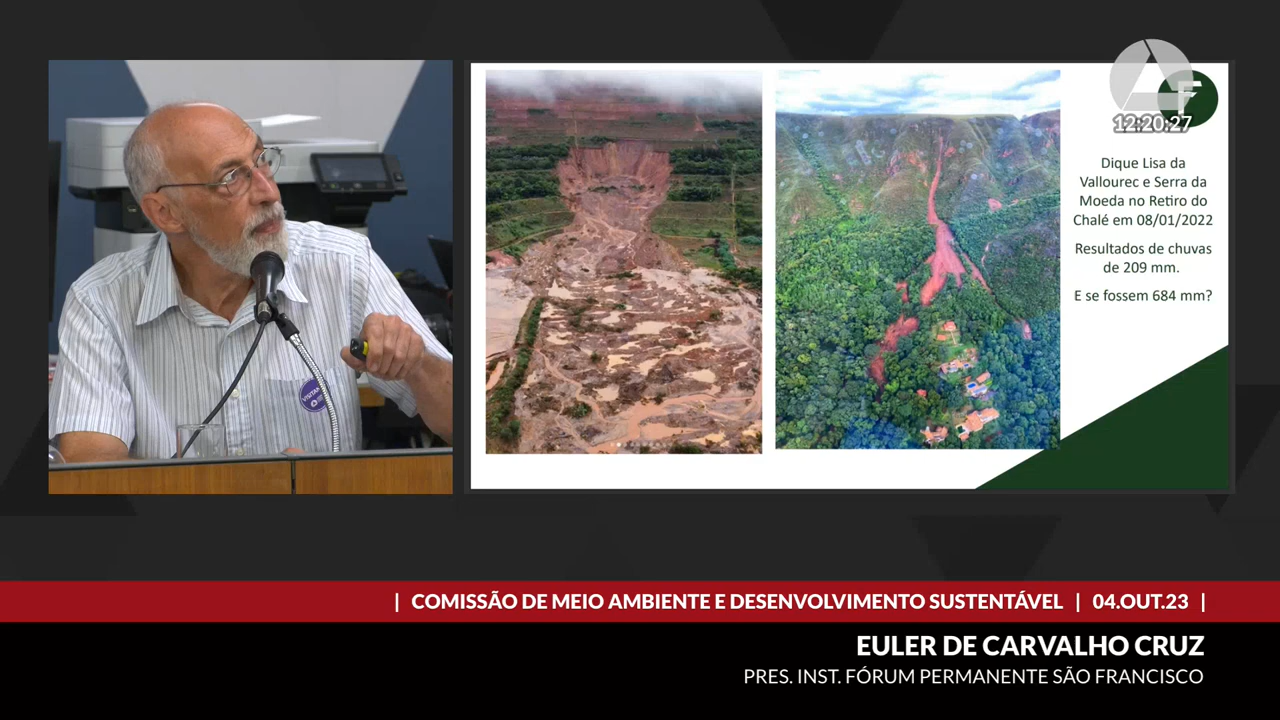 12:20:27
Dique Lisa da
Vallourec e Serra da
Moeda no Retiro do
Chalé em 08/01/2022
Resultados de chuvas
de 209 mm.
E se fossem 684 mm?
| COMISSÃO DE MEIO AMBIENTE E DESENVOLVIMENTO SUSTENTÁVEL | 04.OUT.23 |
EULER DE CARVALHO CRUZ
PRES. INST. FÓRUM PERMANENTE SÃO FRANCISCO